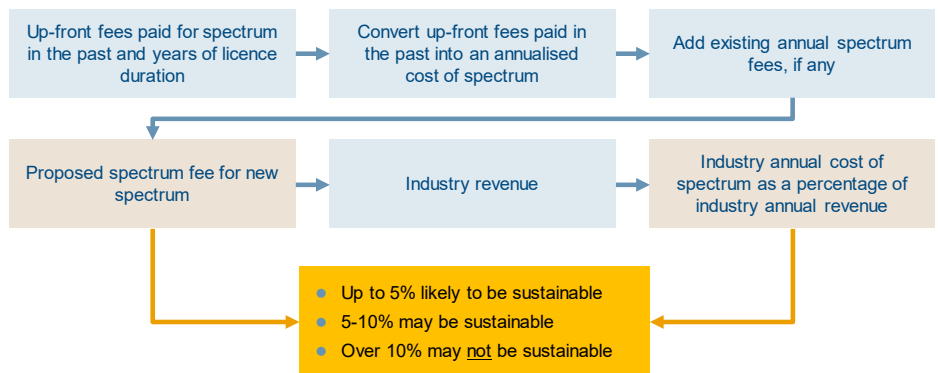 Up-front fees paid for spectrum
in the past and years of licence
duration
Convert up-front fees paid in
the past into an annualised
cost of spectrum
Add existing annual spectrum
fees, if any
Proposed spectrum fee for new
spectrum
Industry revenue
Industry annual cost of
spectrum as a percentage of
industry annual revenue
● Up to 5% likely to be sustainable
● 5-10% may be sustainable
● Over 10% may not be sustainable